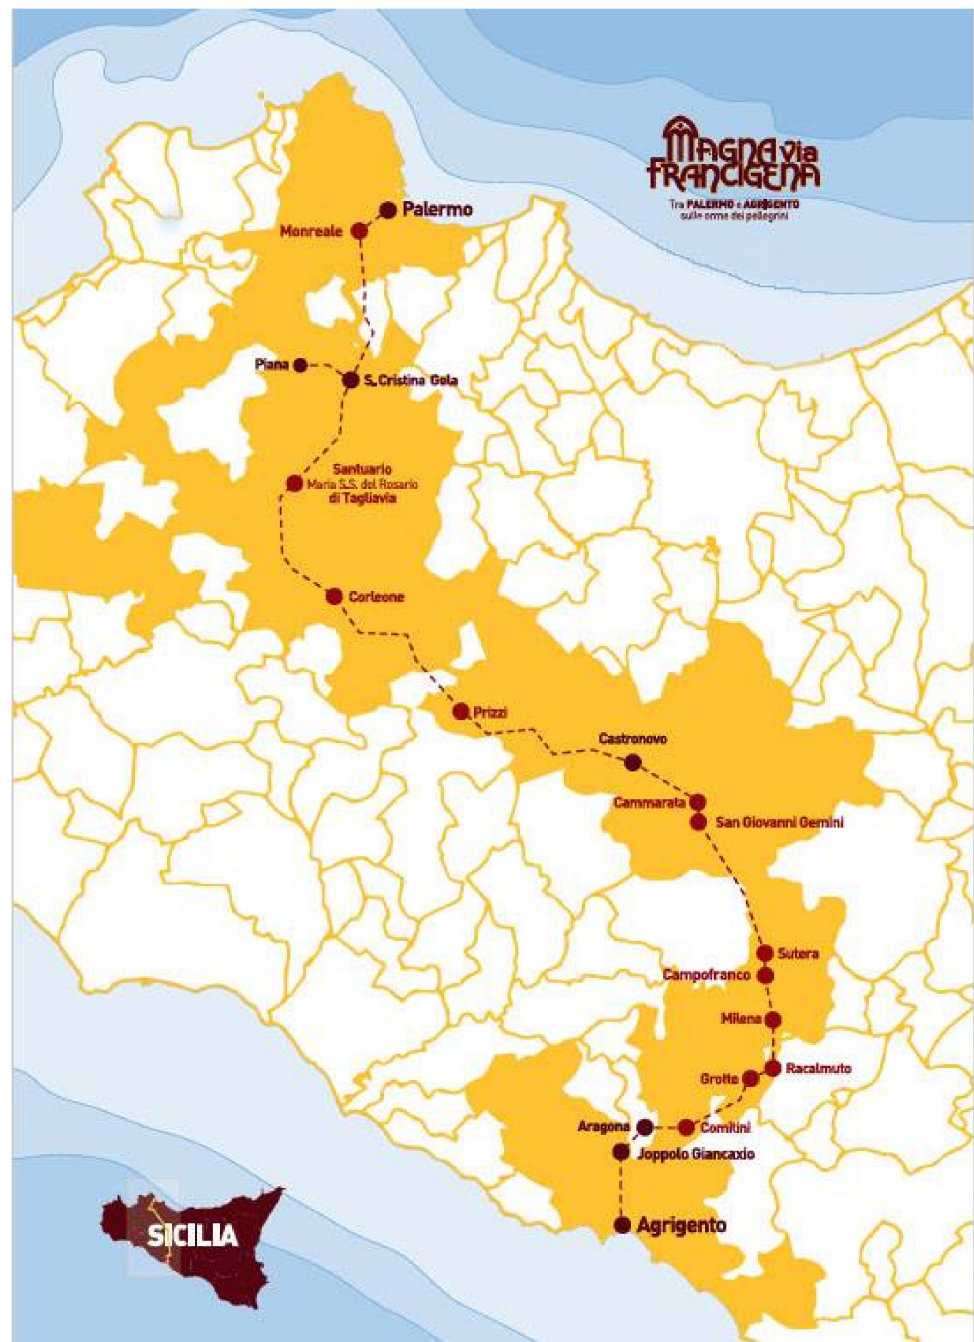 MAGNA via
FRANCIGENA
Tra PALERMO e AGRIGENTO
sulle orme dei pellegrini
Palermo
Monreale
Piana
S. Cristina Gela
Santuario
Maria S.S. del Rosario
di Tagliavia
Corleone
Prizzi
Castronovo
Cammarata
San Giovanni Gemini
Sutera
Campofranco
Milena
Racalmuto
Grotte
Aragona
Comitini
Joppolo Giancaxio
Agrigento
SICILIA